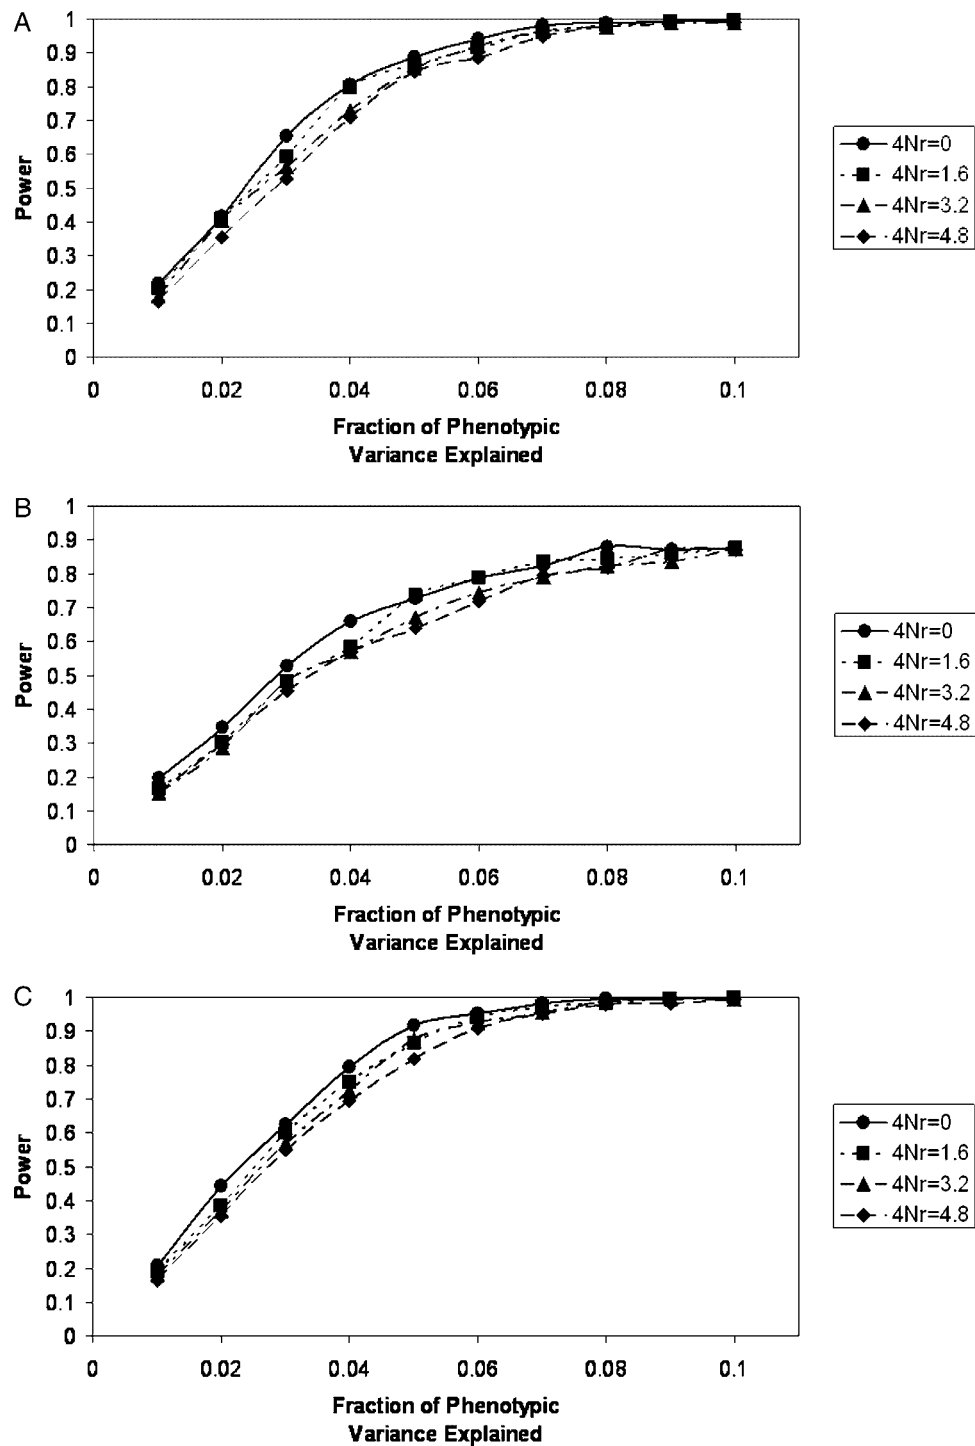 A
1
0.9
0.8
0.7
0.6
0.5
0.4
0.3
0.2
0.1
0
Power
0 0.02 0.04 0.06 0.08 0.1
Fraction of Phenotypic
Variance Explained
4Nr=0
4Nr=1.6
4Nr=3.2
4Nr=4.8
B
1
0.9
0.8
0.7
0.6
0.5
0.4
0.3
0.2
0.1
0
Power
0 0.02 0.04 0.06 0.08 0.1
Fraction of Phenotypic
Variance Explained
4Nr=0
4Nr=1.6
4Nr=3.2
4Nr=4.8
C
1
0.9
0.8
0.7
0.6
0.5
0.4
0.3
0.2
0.1
0
Power
0 0.02 0.04 0.06 0.08 0.1
Fraction of Phenotypic
Variance Explained
4Nr=0
4Nr=1.6
4Nr=3.2
4Nr=4.8